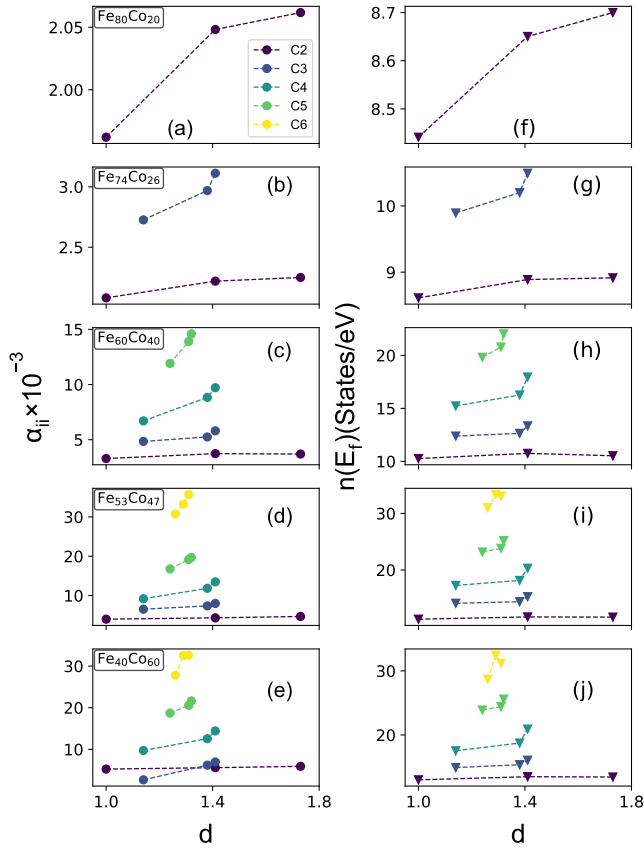 Fe80Co20
2.05
2.00
C2
C3
C4
C5
C6
(a)
8.7
8.6
8.5
(f)
Fe74Co26
3.0
2.5
(b)
10
9
(g)
Fe60Co40
15
10
5
(c)
20
15
10
(h)
Fe53Co47
30
20
10
(d)
30
20
(i)
Fe40Co60
30
20
10
(e)
30
20
(j)
αii×10−3
n(Ef)(States/eV)
1.0
1.4
1.8
1.0
1.4
1.8
d
d